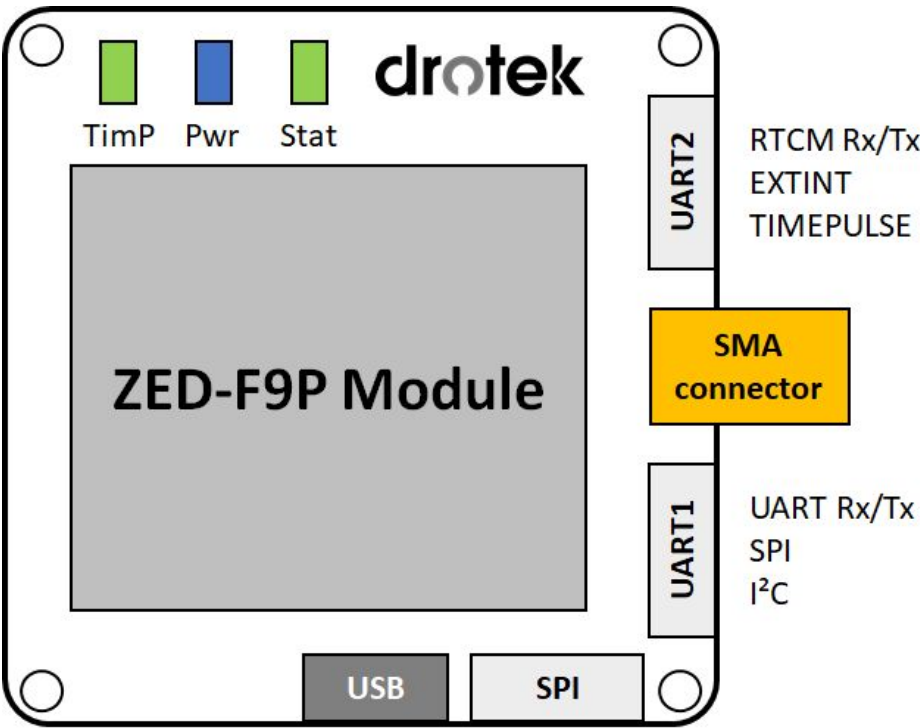 drotek
TimP Pwr Stat
UART2
RTCM Rx/Tx
EXTINT
TIMEPULSE
ZED-F9P Module
SMA
connector
UART1
UART Rx/Tx
SPI
I²C
USB
SPI